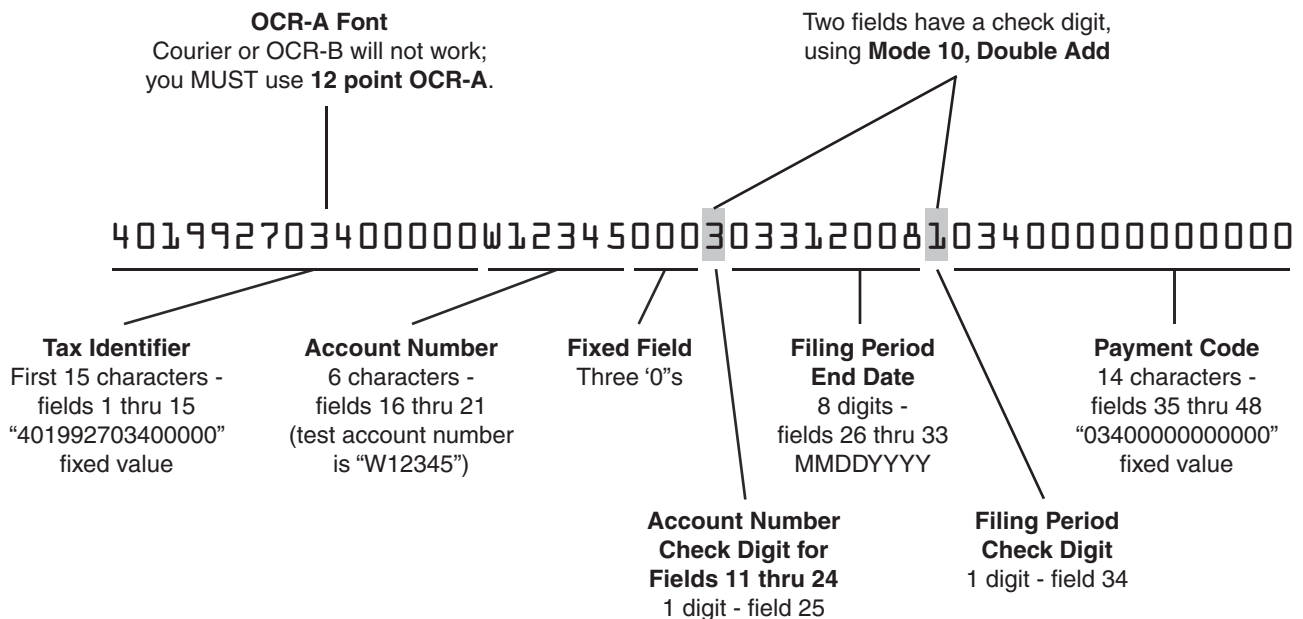 OCR-A Font
Courier or OCR-B will not work;
you MUST use 12 point OCR-A.
Two fields have a check digit,
using Mode 10, Double Add
401992703400000W12345000303312008103400000000000
Tax Identifier
First 15 characters -
fields 1 thru 15
“401992703400000”
fixed value
Account Number
6 characters -
fields 16 thru 21
(test account number
is “W12345”)
Fixed Field
Three ‘0”s
Filing Period
End Date
8 digits -
fields 26 thru 33
MMDDYYYY
Payment Code
14 characters -
fields 35 thru 48
“03400000000000”
fixed value
Account Number
Check Digit for
Fields 11 thru 24
1 digit - field 25
Filing Period
Check Digit
1 digit - field 34